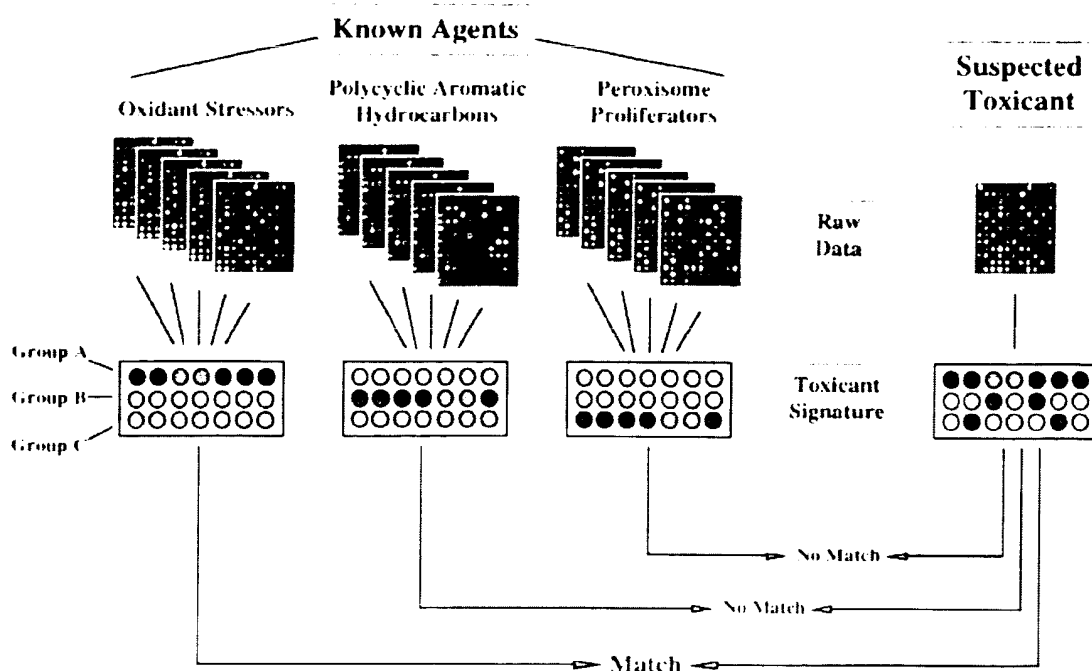 Known Agents
Suspected
Toxicant
Oxidant Stressors
Polycyclic Aromatic
Hydrocarbons
Peroxisome
Proliferators
Raw
Data
Group A
Group B
Group C
Toxicant
Signature
No Match
No Match
Match